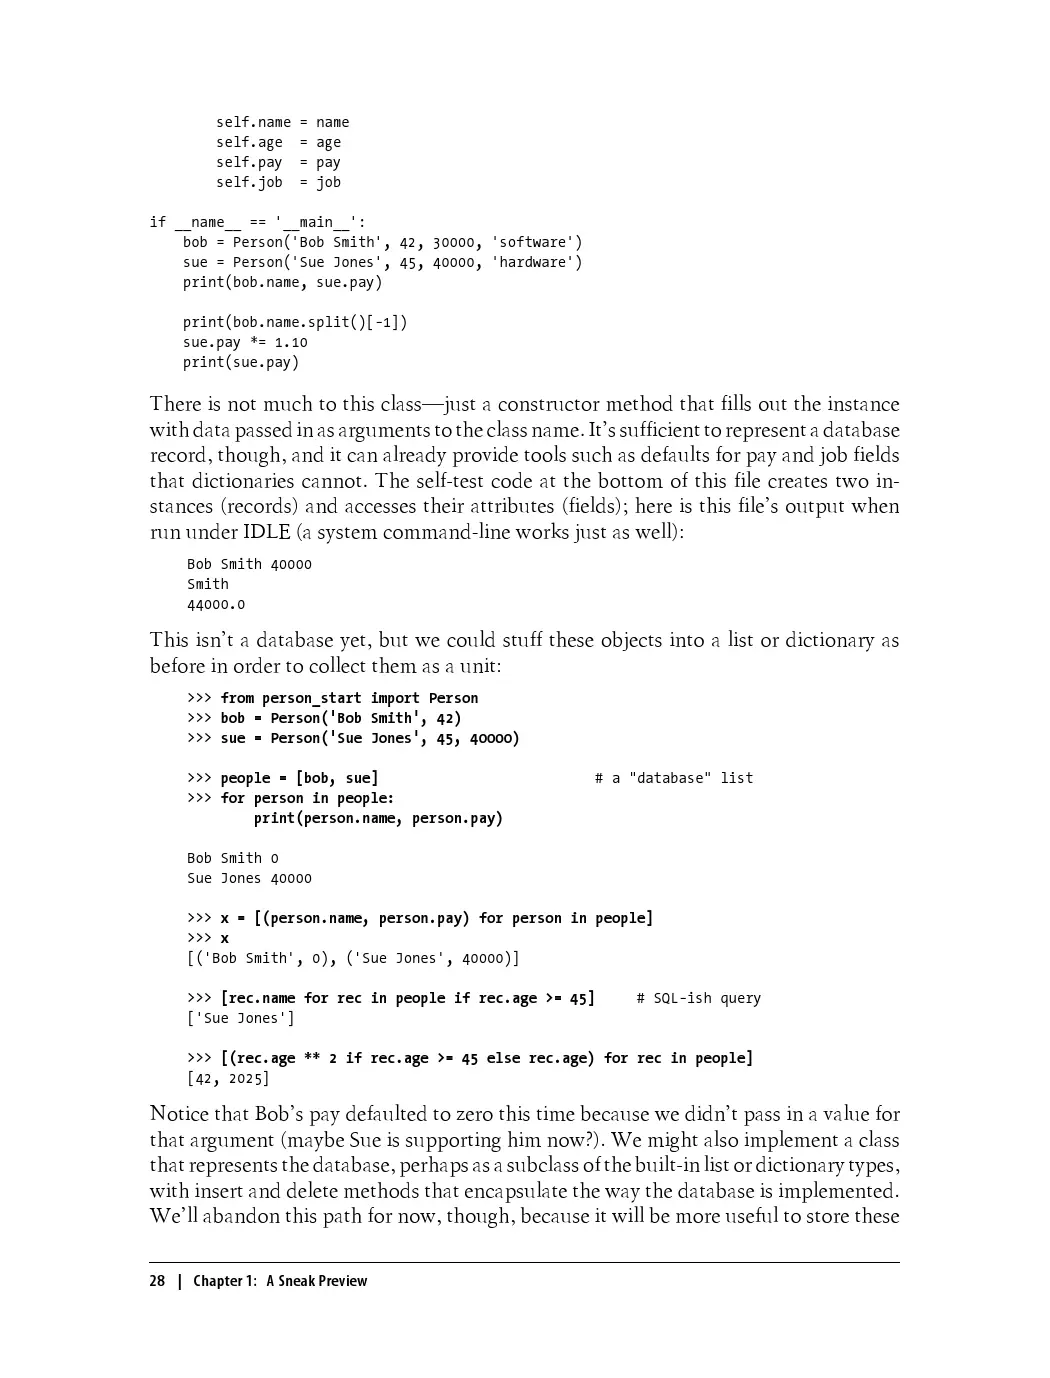 self.name = name
        self.age  = age
        self.pay  = pay
        self.job  = job
if __name__ == '__main__':
    bob = Person('Bob Smith', 42, 30000, 'software')
    sue = Person('Sue Jones', 45, 40000, 'hardware')
    print(bob.name, sue.pay)
    print(bob.name.split()[-1])
    sue.pay *= 1.10
    print(sue.pay)
There is not much to this class—just a constructor method that fills out the instance
with data passed in as arguments to the class name. It's sufficient to represent a database
record, though, and it can already provide tools such as defaults for pay and job fields
that dictionaries cannot. The self-test code at the bottom of this file creates two in-
stances (records) and accesses their attributes (fields); here is this file's output when
run under IDLE (a system command-line works just as well):
Bob Smith 40000
Smith
44000.0
This isn't a database yet, but we could stuff these objects into a list or dictionary as
before in order to collect them as a unit:
>>> from person_start import Person
>>> bob = Person('Bob Smith', 42)
>>> sue = Person('Sue Jones', 45, 40000)
>>> people = [bob, sue]                          # a "database" list
>>> for person in people:
        print(person.name, person.pay)
Bob Smith 0
Sue Jones 40000
>>> x = [(person.name, person.pay) for person in people]
>>> x
[('Bob Smith', 0), ('Sue Jones', 40000)]
>>> [rec.name for rec in people if rec.age >= 45]     # SQL-ish query
['Sue Jones']
>>> [(rec.age ** 2 if rec.age >= 45 else rec.age) for rec in people]
[42, 2025]
Notice that Bob's pay defaulted to zero this time because we didn't pass in a value for
that argument (maybe Sue is supporting him now?). We might also implement a class
that represents the database, perhaps as a subclass of the built-in list or dictionary types,
with insert and delete methods that encapsulate the way the database is implemented.
We'll abandon this path for now, though, because it will be more useful to store these
28 | Chapter 1: A Sneak Preview